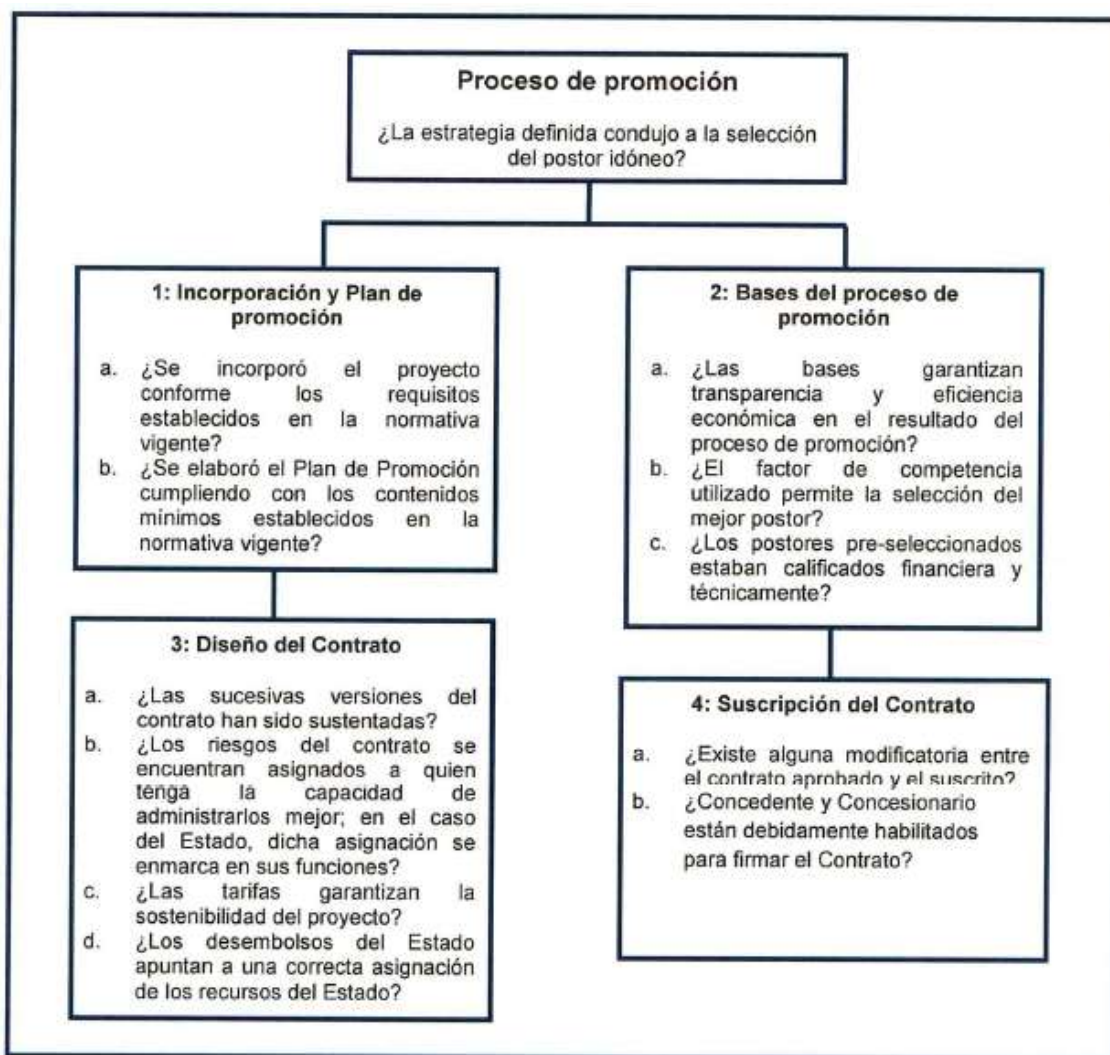 Proceso de promoción
¿La estrategia definida condujo a la selección
del postor idóneo?
1: Incorporación y Plan de
promoción
a. ¿Se incorporó el proyecto
conforme los requisitos
establecidos en la normativa
vigente?
b. ¿Se elaboró el Plan de Promoción
cumpliendo con los contenidos
mínimos establecidos en la
normativa vigente?
2: Bases del proceso de
promoción
a. ¿Las bases garantizan
transparencia y eficiencia
económica en el resultado del
proceso de promoción?
b. ¿El factor de competencia
utilizado permite la selección del
mejor postor?
c. ¿Los postores pre-seleccionados
estaban calificados financiera y
técnicamente?
3: Diseño del Contrato
a. ¿Las sucesivas versiones del
contrato han sido sustentadas?
b. ¿Los riesgos del contrato se
encuentran asignados a quien
tenga la capacidad de
administrarlos mejor; en el caso
del Estado, dicha asignación se
enmarca en sus funciones?
c. ¿Las tarifas garantizan la
sostenibilidad del proyecto?
d. ¿Los desembolsos del Estado
apuntan a una correcta asignación
de los recursos del Estado?
4: Suscripción del Contrato
a. ¿Existe alguna modificatoria entre
el contrato aprobado y el suscrito?
b. ¿Concedente y Concesionario
están debidamente habilitados
para firmar el Contrato?